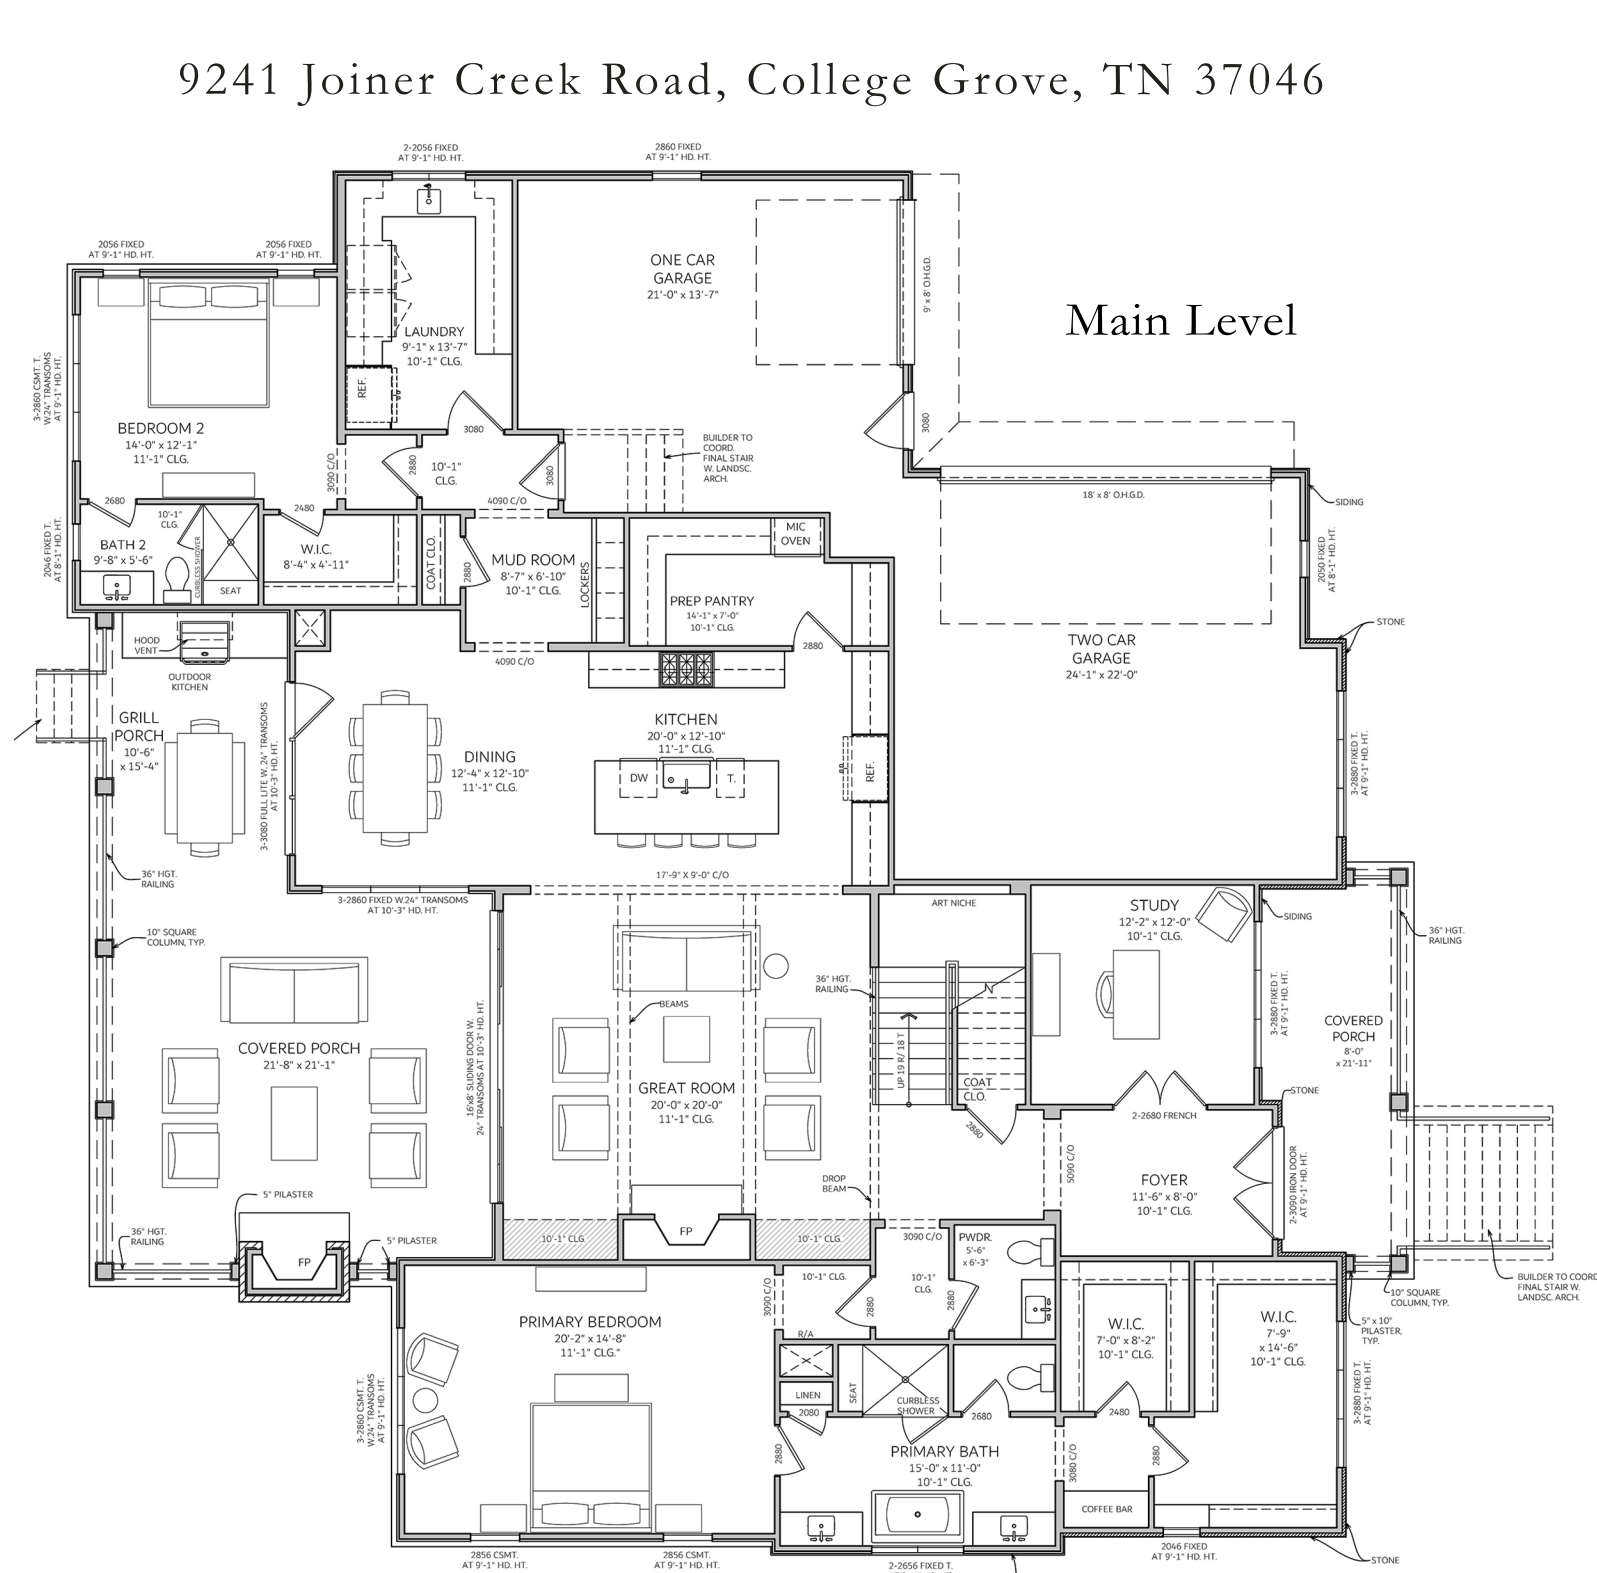 9241 Joiner Creek Road, College Grove, TN 37046
Main Level
2-2056 FIXED
AT 9'-1" HD. HT.
2860 FIXED
AT 9'-1" HD. HT.
2056 FIXED
AT 9'-1" HD. HT.
2056 FIXED
AT 9'-1" HD. HT.
ONE CAR
GARAGE
21'-0" x 13'-7"
9' x 8' O.H.G.D.
LAUNDRY
9'-1" x 13'-7"
10'-1" CLG.
REF.
3080
3080
3-2860 CSMT. T.
W.24" TRANSOMS
AT 9'-1" HD. HT.
BEDROOM 2
14'-0" x 12'-1"
11'-1" CLG.
3090 C/O
2880
10'-1"
CLG.
3080
BUILDER TO
COORD.
FINAL STAIR
W. LANDSC.
ARCH.
18' x 8' O.H.G.D.
SIDING
2680
2480
4090 C/O
10'-1"
CLG.
BATH 2
9'-8" x 5'-6"
CURBLESS SHOWER
SEAT
2046 FIXED T.
AT 8'-1" HD. HT.
W.I.C.
8'-4" x 4'-11"
COAT CLO.
2880
MUD ROOM
8'-7" x 6'-10"
10'-1" CLG.
LOCKERS
MIC
OVEN
PREP PANTRY
14'-1" x 7'-0"
10'-1" CLG.
2880
2050 FIXED
AT 8'-1" HD. HT.
STONE
TWO CAR
GARAGE
24'-1" x 22'-0"
HOOD
VENT
OUTDOOR
KITCHEN
4090 C/O
GRILL
PORCH
10'-6"
x 15'-4"
3-3080 FULL LITE W. 24" TRANSOMS
AT 10'-3" HD. HT.
DINING
12'-4" x 12'-10"
11'-1" CLG.
KITCHEN
20'-0" x 12'-10"
11'-1" CLG.
DW
T.
REF.
3-2880 FIXED T.
AT 9'-1" HD. HT.
36" HGT.
RAILING
17'-9" X 9'-0" C/O
3-2860 FIXED W.24" TRANSOMS
AT 10'-3" HD. HT.
ART NICHE
STUDY
12'-2" x 12'-0"
10'-1" CLG.
SIDING
36" HGT.
RAILING
10" SQUARE
COLUMN, TYP.
36" HGT.
RAILING
BEAMS
COVERED PORCH
21'-8" x 21'-1"
16'x8' SLIDING DOOR W.
24" TRANSOMS AT 10'-3" HD. HT.
GREAT ROOM
20'-0" x 20'-0"
11'-1" CLG.
UP 19 R/ 18 T
COAT
CLO.
2880
3-2880 FIXED T.
AT 9'-1" HD. HT.
COVERED
PORCH
8'-0"
x 21'-11"
STONE
2-2680 FRENCH
5090 C/O
FOYER
11'-6" x 8'-0"
10'-1" CLG.
2-3090 IRON DOOR
AT 9'-1" HD. HT.
DROP
BEAM
5" PILASTER
36" HGT.
RAILING
5" PILASTER
FP
10'-1" CLG.
FP
10'-1" CLG.
3090 C/O
PWDR.
5'-6"
x 6'-3"
BUILDER TO COORD
FINAL STAIR W.
LANDSC. ARCH.
10" SQUARE
COLUMN, TYP.
5" x 10"
PILASTER,
TYP.
3090 C/O
10'-1" CLG.
2880
10'-1"
CLG.
2880
R/A
PRIMARY BEDROOM
20'-2" x 14'-8"
11'-1" CLG."
W.I.C.
7'-0" x 8'-2"
10'-1" CLG.
W.I.C.
7'-9"
x 14'-6"
10'-1" CLG.
LINEN
2080
SEAT
CURBLESS
SHOWER
2680
2480
3-2860 CSMT. T.
W.24" TRANSOMS
AT 9'-1" HD. HT.
3-2880 FIXED T.
AT 9'-1" HD. HT.
2880
PRIMARY BATH
15'-0" x 11'-0"
10'-1" CLG.
3080 C/O
2880
COFFEE BAR
2856 CSMT.
AT 9'-1" HD. HT.
2856 CSMT.
AT 9'-1" HD. HT.
2-2656 FIXED T.
2046 FIXED
AT 9'-1" HD. HT.
STONE